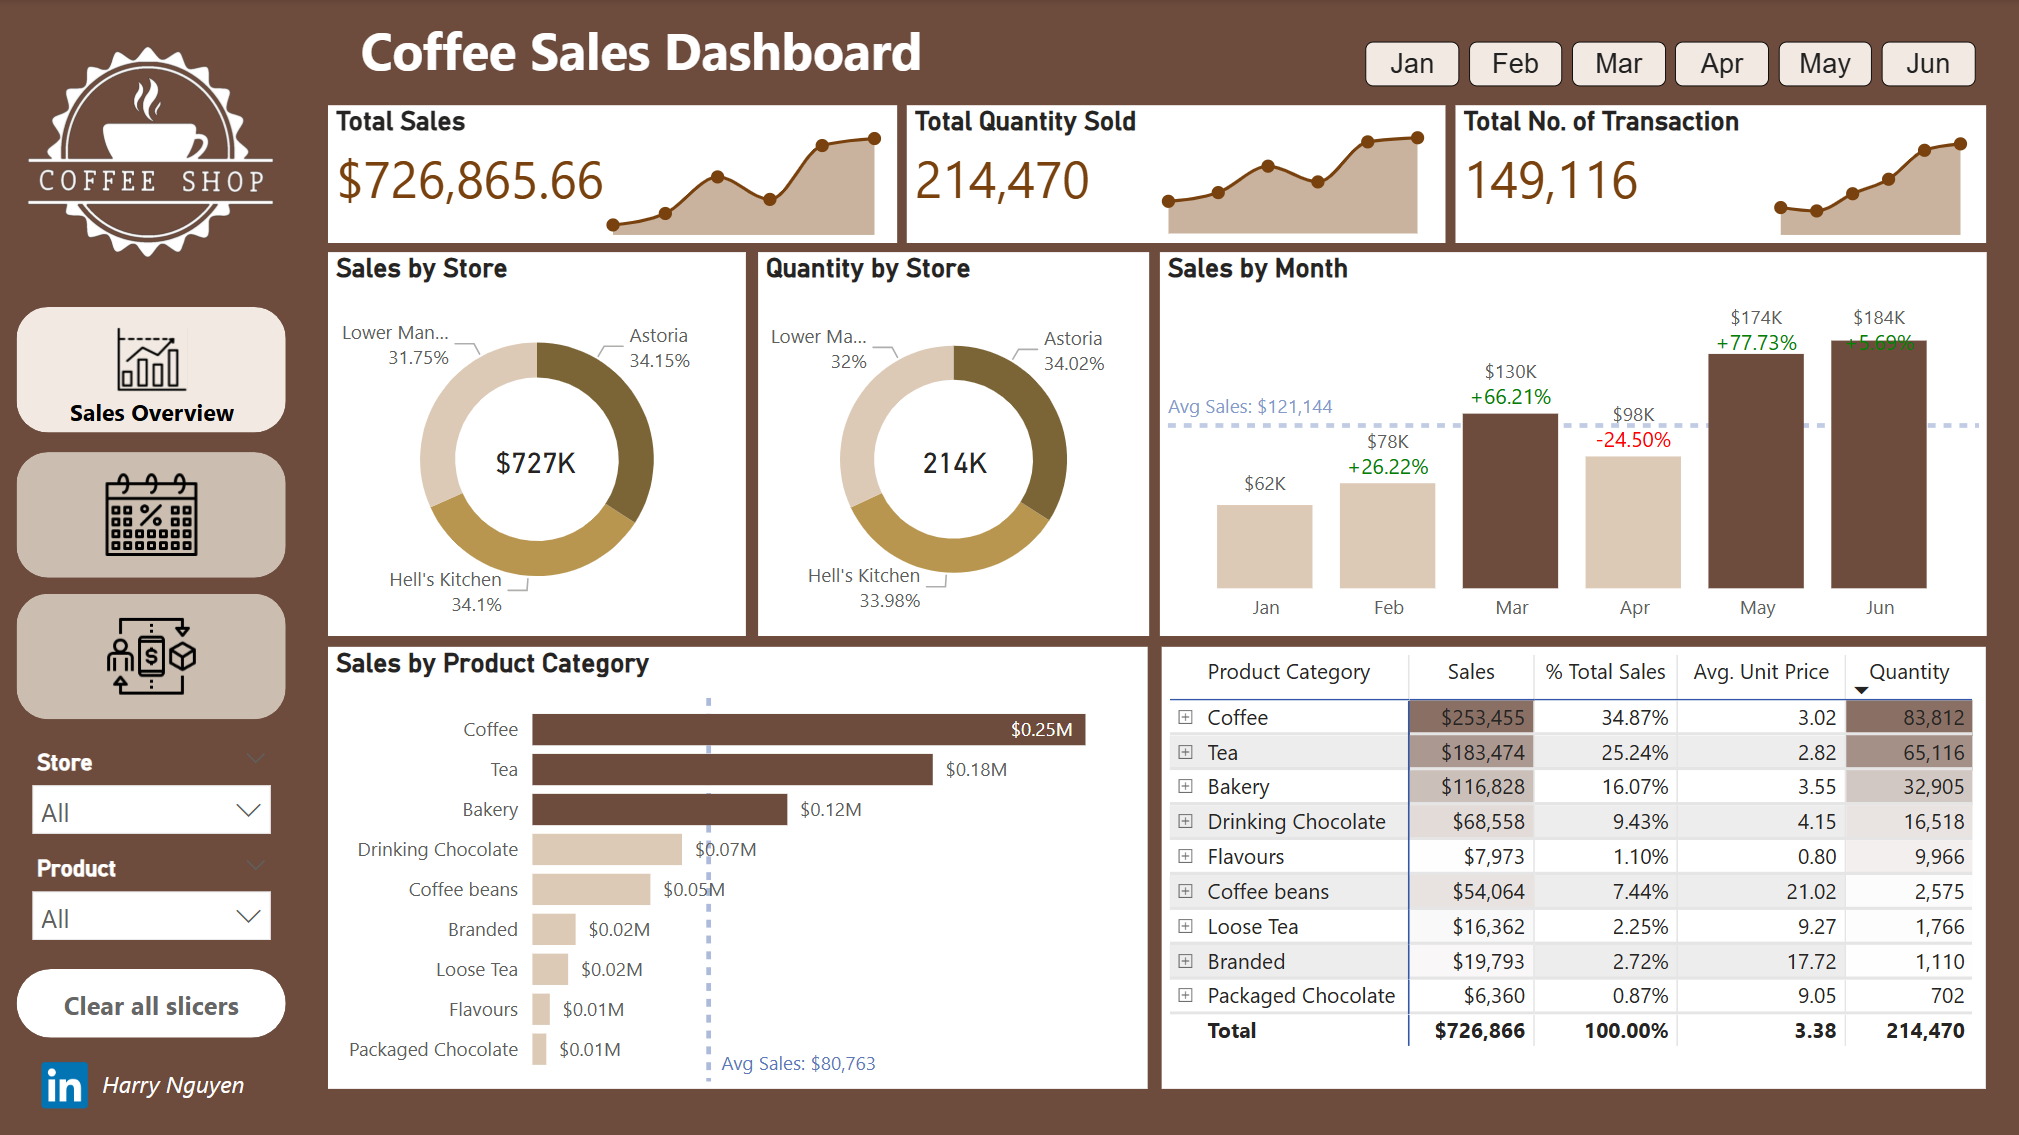 Coffee Sales Dashboard
Jan Feb Mar Apr May Jun
COFFEE SHOP
Total Sales
$726,865.66
Total Quantity Sold
214,470
Total No. of Transaction
149,116
Sales Overview
Sales by Store
Lower Man...
31.75%
Astoria
34.15%
$727K
Hell's Kitchen
34.1%
Quantity by Store
Lower Ma...
32%
Astoria
34.02%
214K
Hell's Kitchen
33.98%
Sales by Month
Avg Sales: $121,144
$62K
$78K
+26.22%
$130K
+66.21%
$98K
-24.50%
$174K
+77.73%
$184K
+5.69%
Jan Feb Mar Apr May Jun
Store
All
Product
All
Clear all slicers
in Harry Nguyen
Sales by Product Category
Coffee $0.25M
Tea $0.18M
Bakery $0.12M
Drinking Chocolate $0.07M
Coffee beans $0.05M
Branded $0.02M
Loose Tea $0.02M
Flavours $0.01M
Packaged Chocolate $0.01M
Avg Sales: $80,763
Product Category Sales % Total Sales Avg. Unit Price Quantity
Coffee $253,455 34.87% 3.02 83,812
Tea $183,474 25.24% 2.82 65,116
Bakery $116,828 16.07% 3.55 32,905
Drinking Chocolate $68,558 9.43% 4.15 16,518
Flavours $7,973 1.10% 0.80 9,966
Coffee beans $54,064 7.44% 21.02 2,575
Loose Tea $16,362 2.25% 9.27 1,766
Branded $19,793 2.72% 17.72 1,110
Packaged Chocolate $6,360 0.87% 9.05 702
Total $726,866 100.00% 3.38 214,470